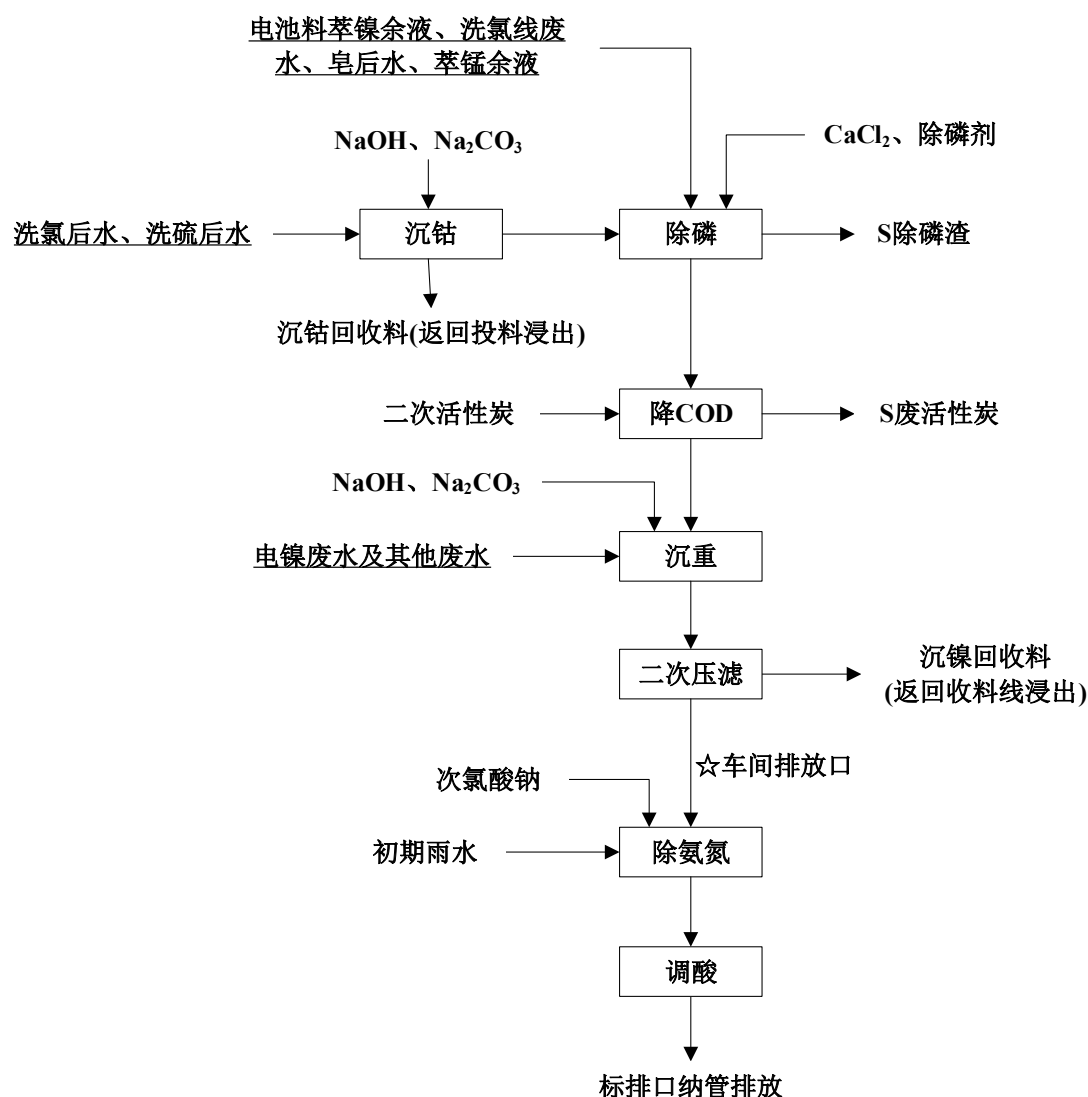 电池料萃镍余液、洗氯线废
水、皂后水、萃锰余液
NaOH、Na₂CO₃
CaCl₂、除磷剂
洗氯后水、洗硫后水
沉钴
除磷
S除磷渣
沉钴回收料(返回投料浸出)
二次活性炭
降COD
S废活性炭
NaOH、Na₂CO₃
电镍废水及其他废水
沉重
二次压滤
沉镍回收料
(返回收料线浸出)
☆车间排放口
次氯酸钠
初期雨水
除氨氮
调酸
标排口纳管排放